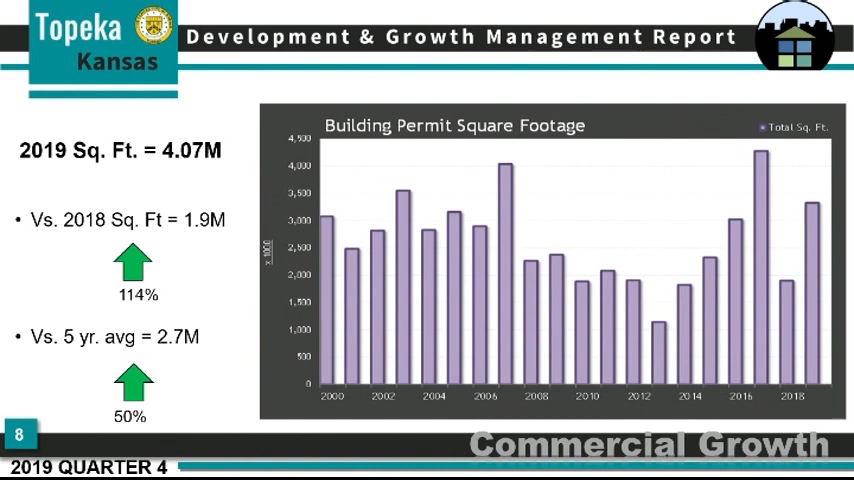 Topeka
Kansas
Development & Growth Management Report
2019 Sq. Ft. = 4.07M
• Vs. 2018 Sq. Ft = 1.9M
114%
• Vs. 5 yr. avg = 2.7M
50%
Building Permit Square Footage
Total Sq. Ft.
4,500
4,000
3,500
3,000
2,500
2,000
1,500
1,000
500
0
x 1000
2000 2002 2004 2006 2008 2010 2012 2014 2016 2018
8
Commercial Growth
2019 QUARTER 4